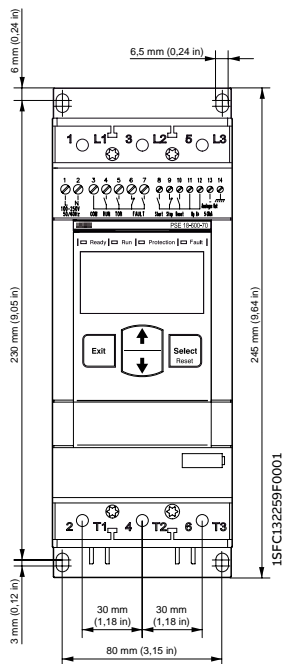 6 mm (0,24 in)
6,5 mm (0,24 in)
1 L1 3 L2 5 L3
1 2 3 4 5 6 7 8 9 10 11 12 13 14
L N COM RUN TOR FAULT Start Stop Reset
100-250V
50/60Hz
PSE 18-600-70
Ready Run Protection Fault
Exit Select
Reset
230 mm (9,05 in)
245 mm (9,64 in)
1SFC132259F0001
2 T1 4 T2 6 T3
3 mm (0,12 in)
30 mm 30 mm
(1,18 in) (1,18 in)
80 mm (3,15 in)